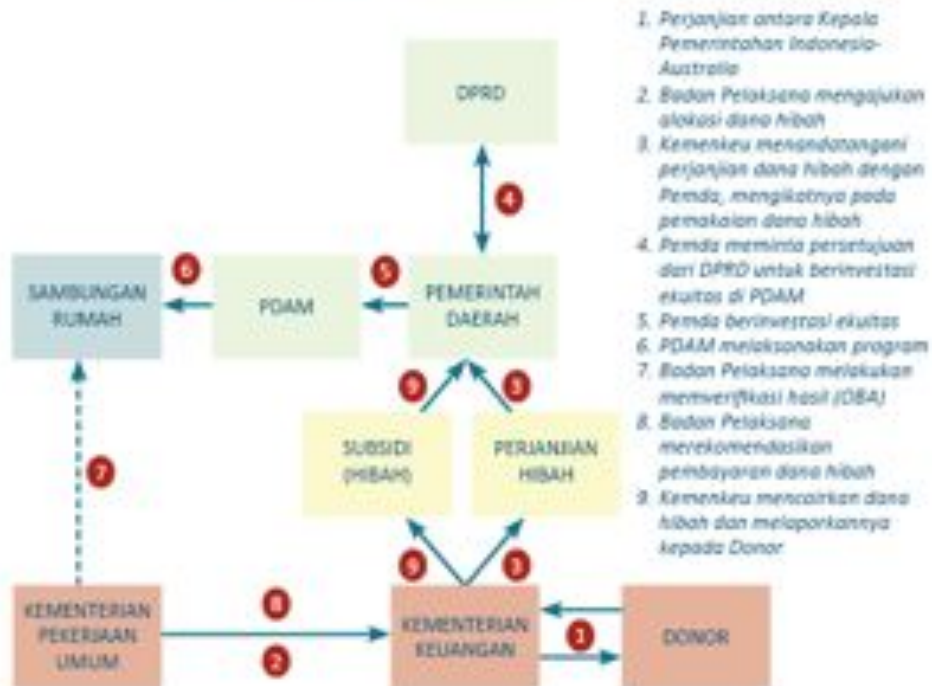 DPRD
4
SAMBUNGAN
RUMAH
6
PDAM
5
PEMERINTAH
DAERAH
9
3
SUBSIDI
(HIBAH)
PERJANJIAN
HIBAH
7
9
3
KEMENTERIAN
PEKERJAAN
UMUM
8
2
KEMENTERIAN
KEUANGAN
1
DONOR
1. Perjanjian antara Kepala
Pemerintahan Indonesia-
Australia
2. Badan Pelaksana mengajukan
alokasi dana hibah
3. Kemenkeu menandatangani
perjanjian dana hibah dengan
Pemda, mengikatnya pada
pemakaian dana hibah
4. Pemda meminta persetujuan
dari DPRD untuk berinvestasi
ekuitas di PDAM
5. Pemda berinvestasi ekuitas
6. PDAM melaksanakan program
7. Badan Pelaksana melakukan
memverifikasi hasil (OBA)
8. Badan Pelaksana
merekomendasikan
pembayaran dana hibah
9. Kemenkeu mencairkan dana
hibah dan melaporkannya
kepada Donor